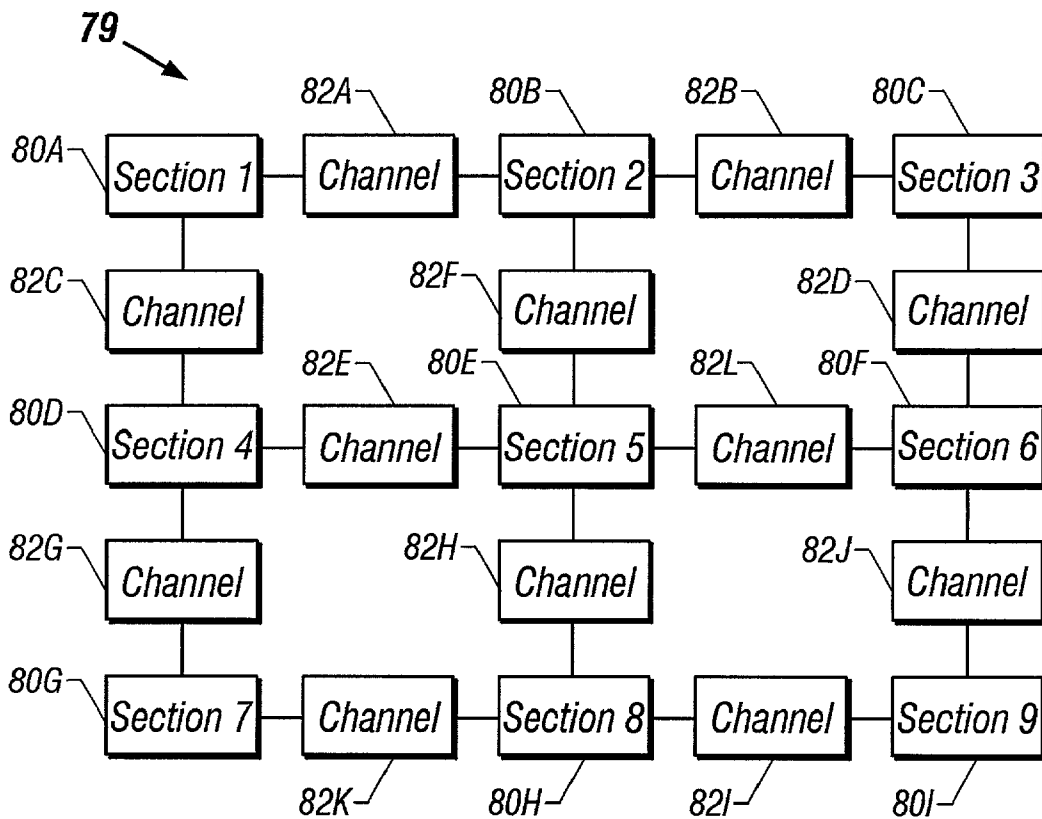 79
82A 80B 82B 80C
80A Section 1 Channel Section 2 Channel Section 3
82C Channel 82F Channel 82D Channel
82E 80E 82L 80F
80D Section 4 Channel Section 5 Channel Section 6
82G Channel 82H Channel 82J Channel
80G Section 7 Channel Section 8 Channel Section 9
82K 80H 82I 80I